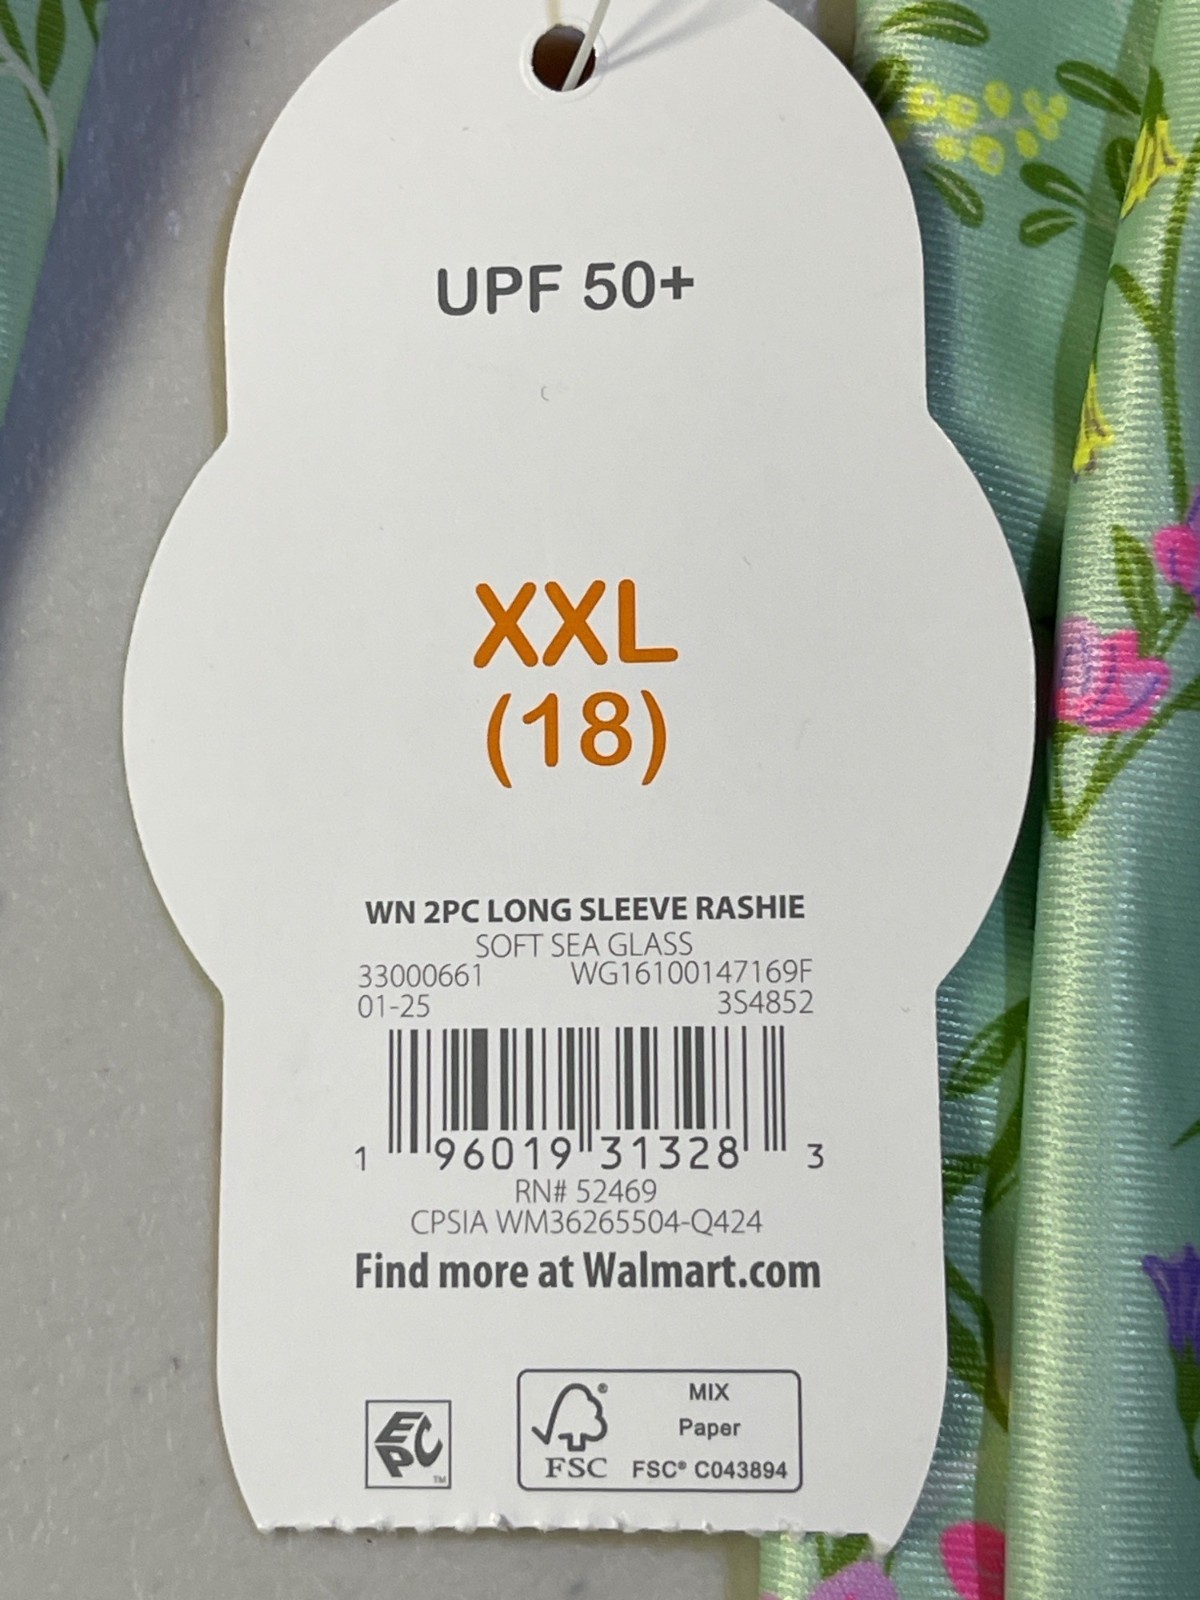 UPF 50+
XXL
(18)
WN 2PC LONG SLEEVE RASHIE
SOFT SEA GLASS
33000661 WG16100147169F
01-25 3S4852
1 96019 31328 3
RN# 52469
CPSIA WM36265504-Q424
Find more at Walmart.com
EPC TM
MIX
Paper
FSC® FSC® C043894